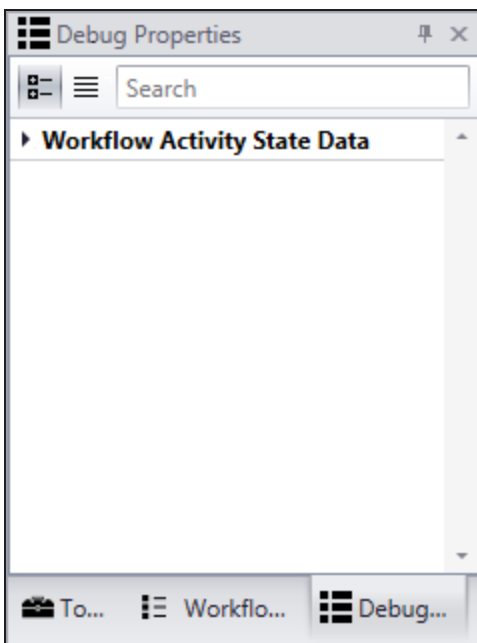 Debug Properties
Search
Workflow Activity State Data
To... Workflo... Debug...